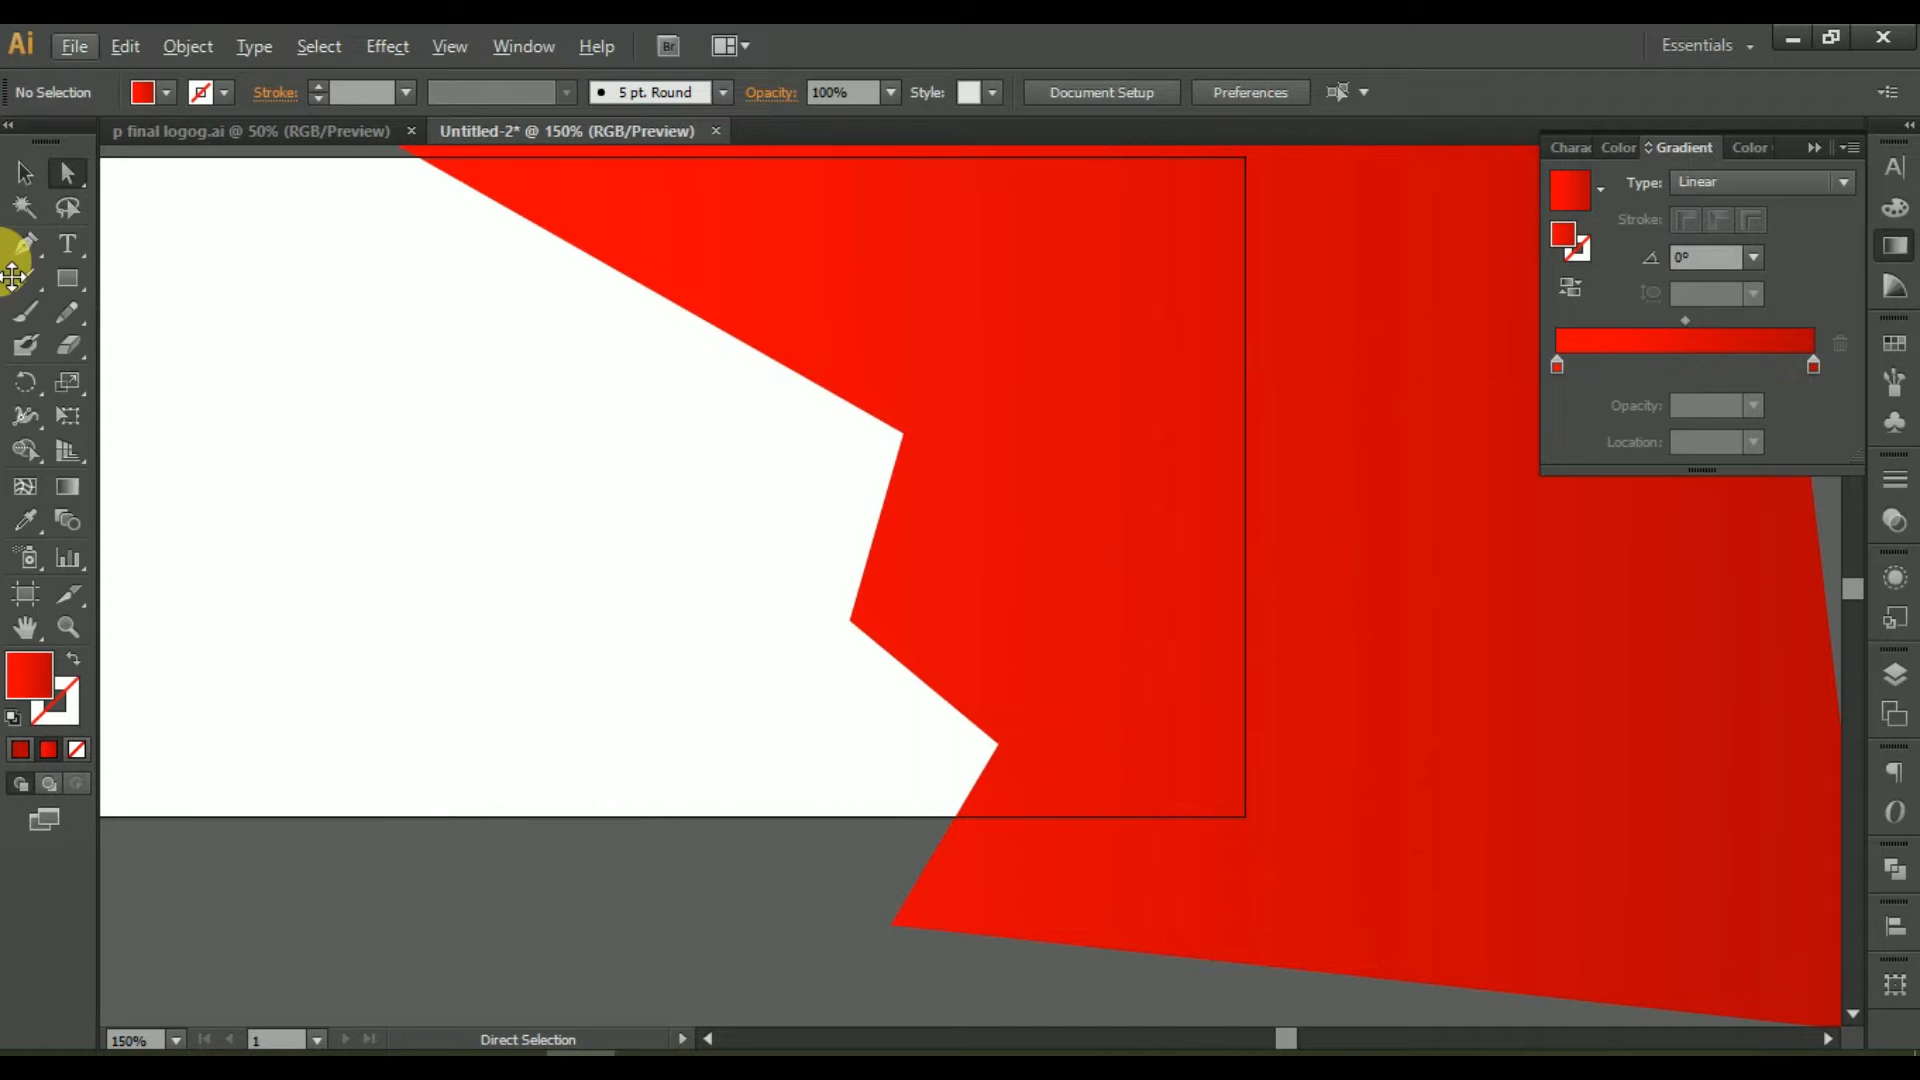 Ai File Edit Object Type Select Effect View Window Help Br Essentials
No Selection Stroke: 5 pt. Round Opacity: 100% Style: Document Setup Preferences
p final logog.ai @ 50% (RGB/Preview) × Untitled-2* @ 150% (RGB/Preview) ×
Charac Color Gradient Color
Type: Linear
Stroke:
0°
Opacity:
Location:
150% 1 Direct Selection